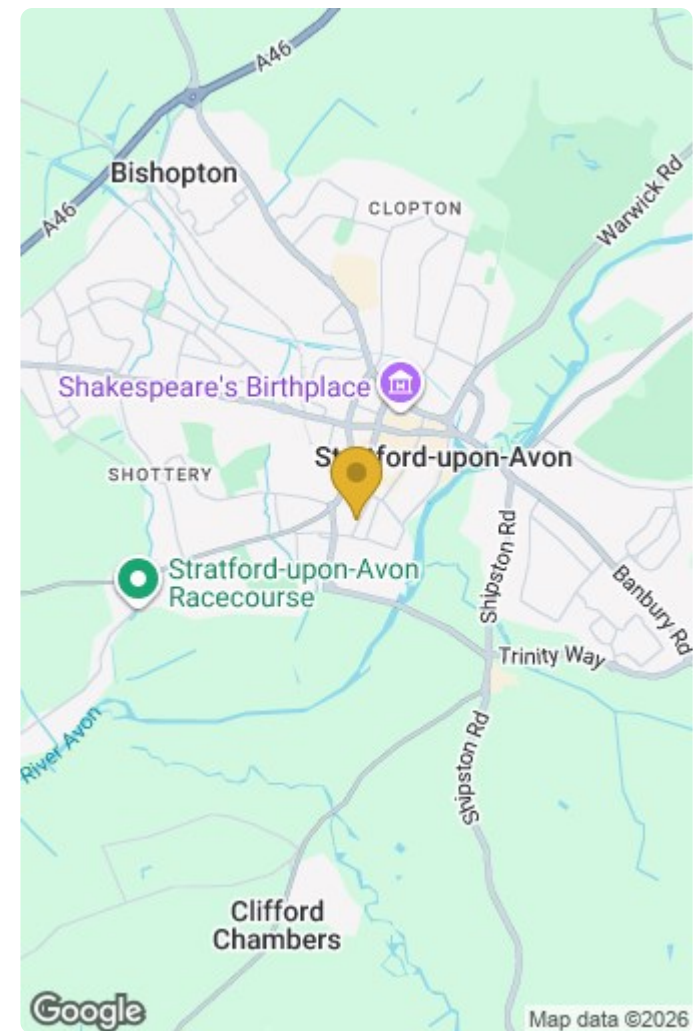 A46
Bishopton
A46
CLOPTON
Warwick Rd
Shakespeare's Birthplace
St
ford-upon-Avon
SHOTTERY
Stratford-upon-Avon
Racecourse
Shipston Rd
Banbury Rd
Trinity Way
River Avon
Shipston Rd
Clifford
Chambers
Google
Map data ©2026